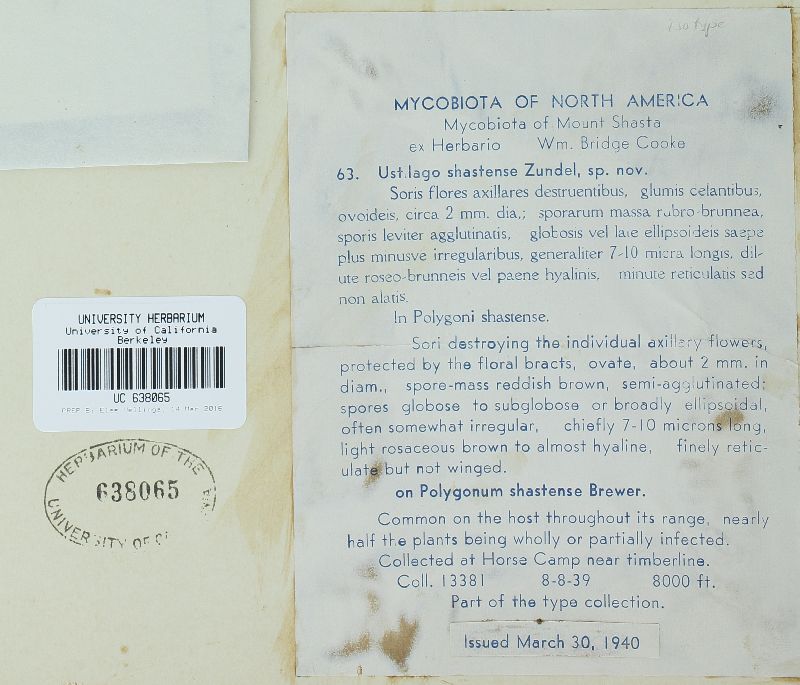 isotype
MYCOBIOTA OF NORTH AMERICA
Mycobiota of Mount Shasta
ex Herbario Wm. Bridge Cooke
63. Ust.lago shastense Zundel, sp. nov.
Soris flores axillares destruentibus, glumis celantibus,
ovoideis, circa 2 mm. dia,; sporarum massa rubro-brunnea,
sporis leviter agglutinatis, globosis vel late ellipsoideis saepe
plus minusve irregularibus, generaliter 7-10 micra longis, dil-
ute roseo-brunneis vel paene hyalinis, minute reticulatis sed
non alatis.
In Polygoni shastense.
Sori destroying the individual axillary flowers,
protected by the floral bracts, ovate, about 2 mm. in
diam., spore-mass reddish brown, semi-agglutinated;
spores globose to subglobose or broadly ellipsoidal,
often somewhat irregular, chiefly 7-10 microns long,
light rosaceous brown to almost hyaline, finely retic-
ulate but not winged.
on Polygonum shastense Brewer.
Common on the host throughout its range, nearly
half the plants being wholly or partially infected.
Collected at Horse Camp near timberline.
Coll. 13381 8-8-39 8000 ft.
Part of the type collection.
Issued March 30, 1940
UNIVERSITY HERBARIUM
University of California
Berkeley
UC 638065
14 Mar 2016
HERBARIUM OF THE
638065
UNIVERSITY OF